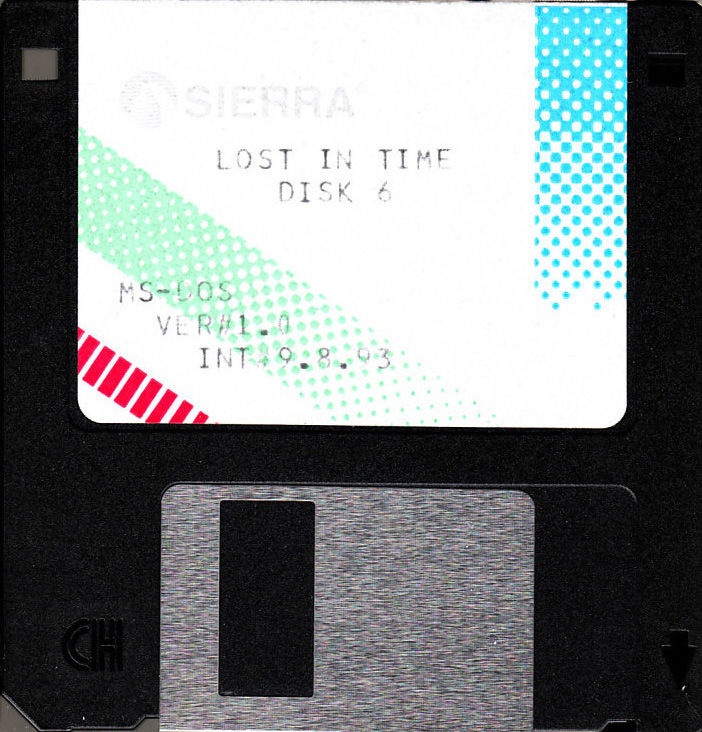 SIERRA
LOST IN TIME
DISK 6
MS-DOS
VER#1.0
INT#9.8.93